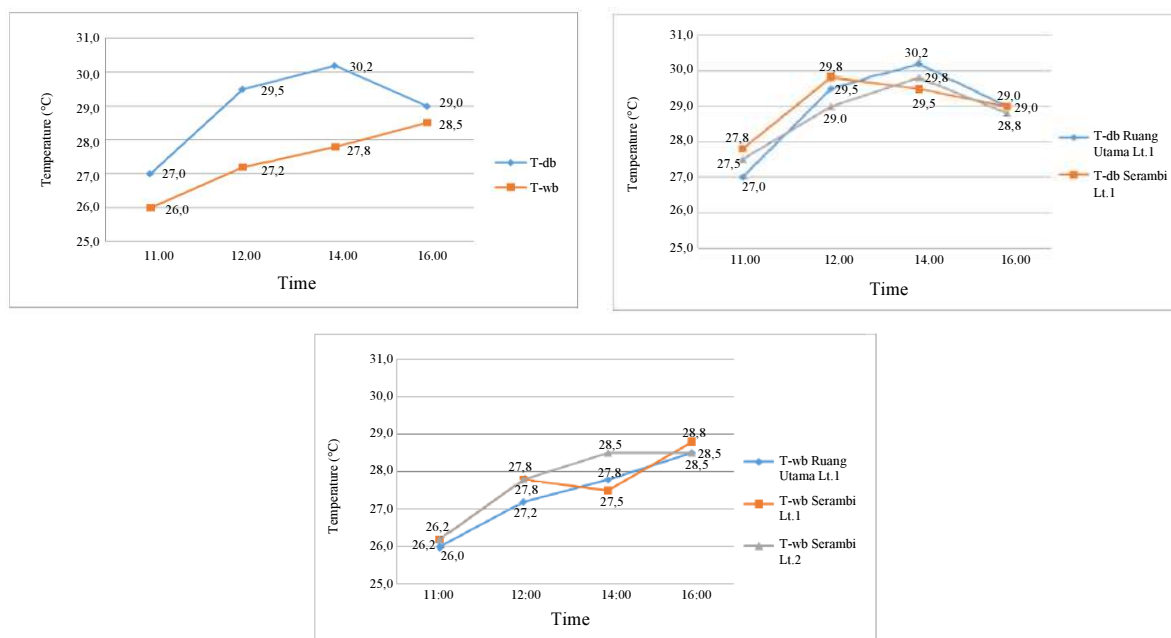 31,0
30,0
29,0
28,0
27,0
26,0
25,0
Temperature (°C)
30,2
29,5
29,0
28,5
27,8
27,2
27,0
26,0
T-db
T-wb
11.00 12.00 14.00 16.00
Time
31,0
30,0
29,0
28,0
27,0
26,0
25,0
Temperature (°C)
30.2
29.8
29.8
29.5
29.5
29.0
29.0
29.0
28.8
27,8
27,5
27,0
T-db Ruang
Utama Lt.1
T-db Serambi
Lt.1
11.00 12.00 14.00 16.00
Time
31,0
30,0
29,0
28,0
27,0
26,0
25,0
Temperature (°C)
28,8
28,5
28,5
28,5
27,8
27,8
27,8
27,5
27,2
26,2
26,2
26,0
T-wb Ruang
Utama Lt.1
T-wb Serambi
Lt.1
T-wb Serambi
Lt.2
11:00 12:00 14:00 16:00
Time